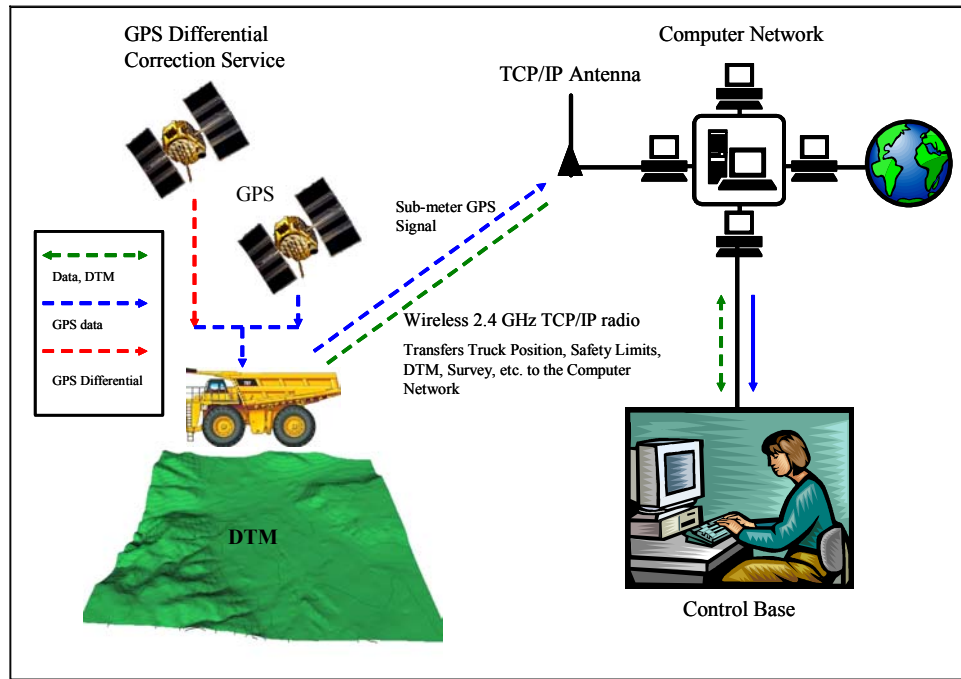 GPS Differential
Correction Service
Computer Network
TCP/IP Antenna
GPS
Sub-meter GPS
Signal
Data, DTM
GPS data
GPS Differential
Wireless 2.4 GHz TCP/IP radio
Transfers Truck Position, Safety Limits,
DTM, Survey, etc. to the Computer
Network
DTM
Control Base